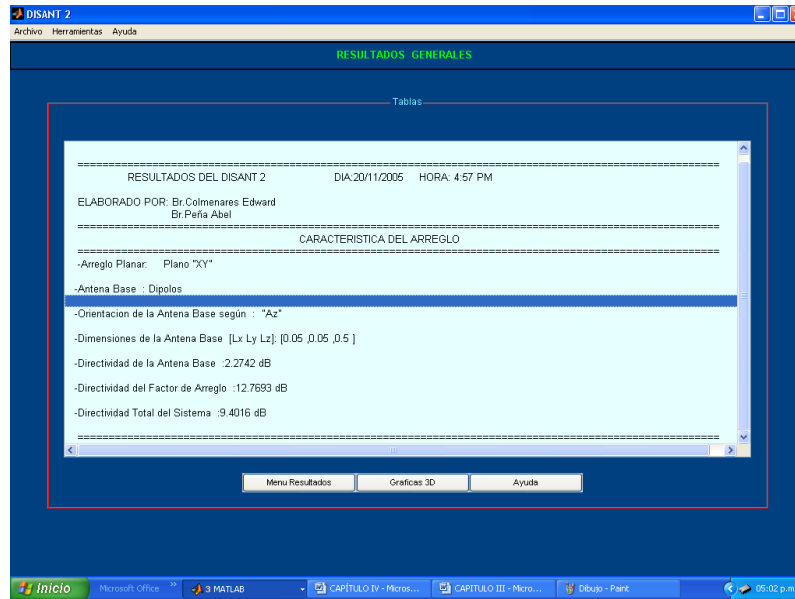 DISANT 2
Archivo Herramientas Ayuda
RESULTADOS GENERALES
Tablas
RESULTADOS DEL DISANT 2 DIA:20/11/2005 HORA: 4:57 PM
ELABORADO POR: Br.Colmenares Edward
Br.Peña Abel
CARACTERISTICA DEL ARREGLO
-Arreglo Planar: Plano "XY"
-Antena Base : Dipolos
-Orientacion de la Antena Base según : "Az"
-Dimensiones de la Antena Base [Lx Ly Lz]: [0.05 ,0.05 ,0.5 ]
-Directividad de la Antena Base :2.2742 dB
-Directividad del Factor de Arreglo :12.7693 dB
-Directividad Total del Sistema :9.4016 dB
Menu Resultados Graficas 3D Ayuda
Inicio Microsoft Office » 3 MATLAB CAPÍTULO IV - Micros... CAPITULO III - Micro... Dibujo - Paint 05:02 p.m